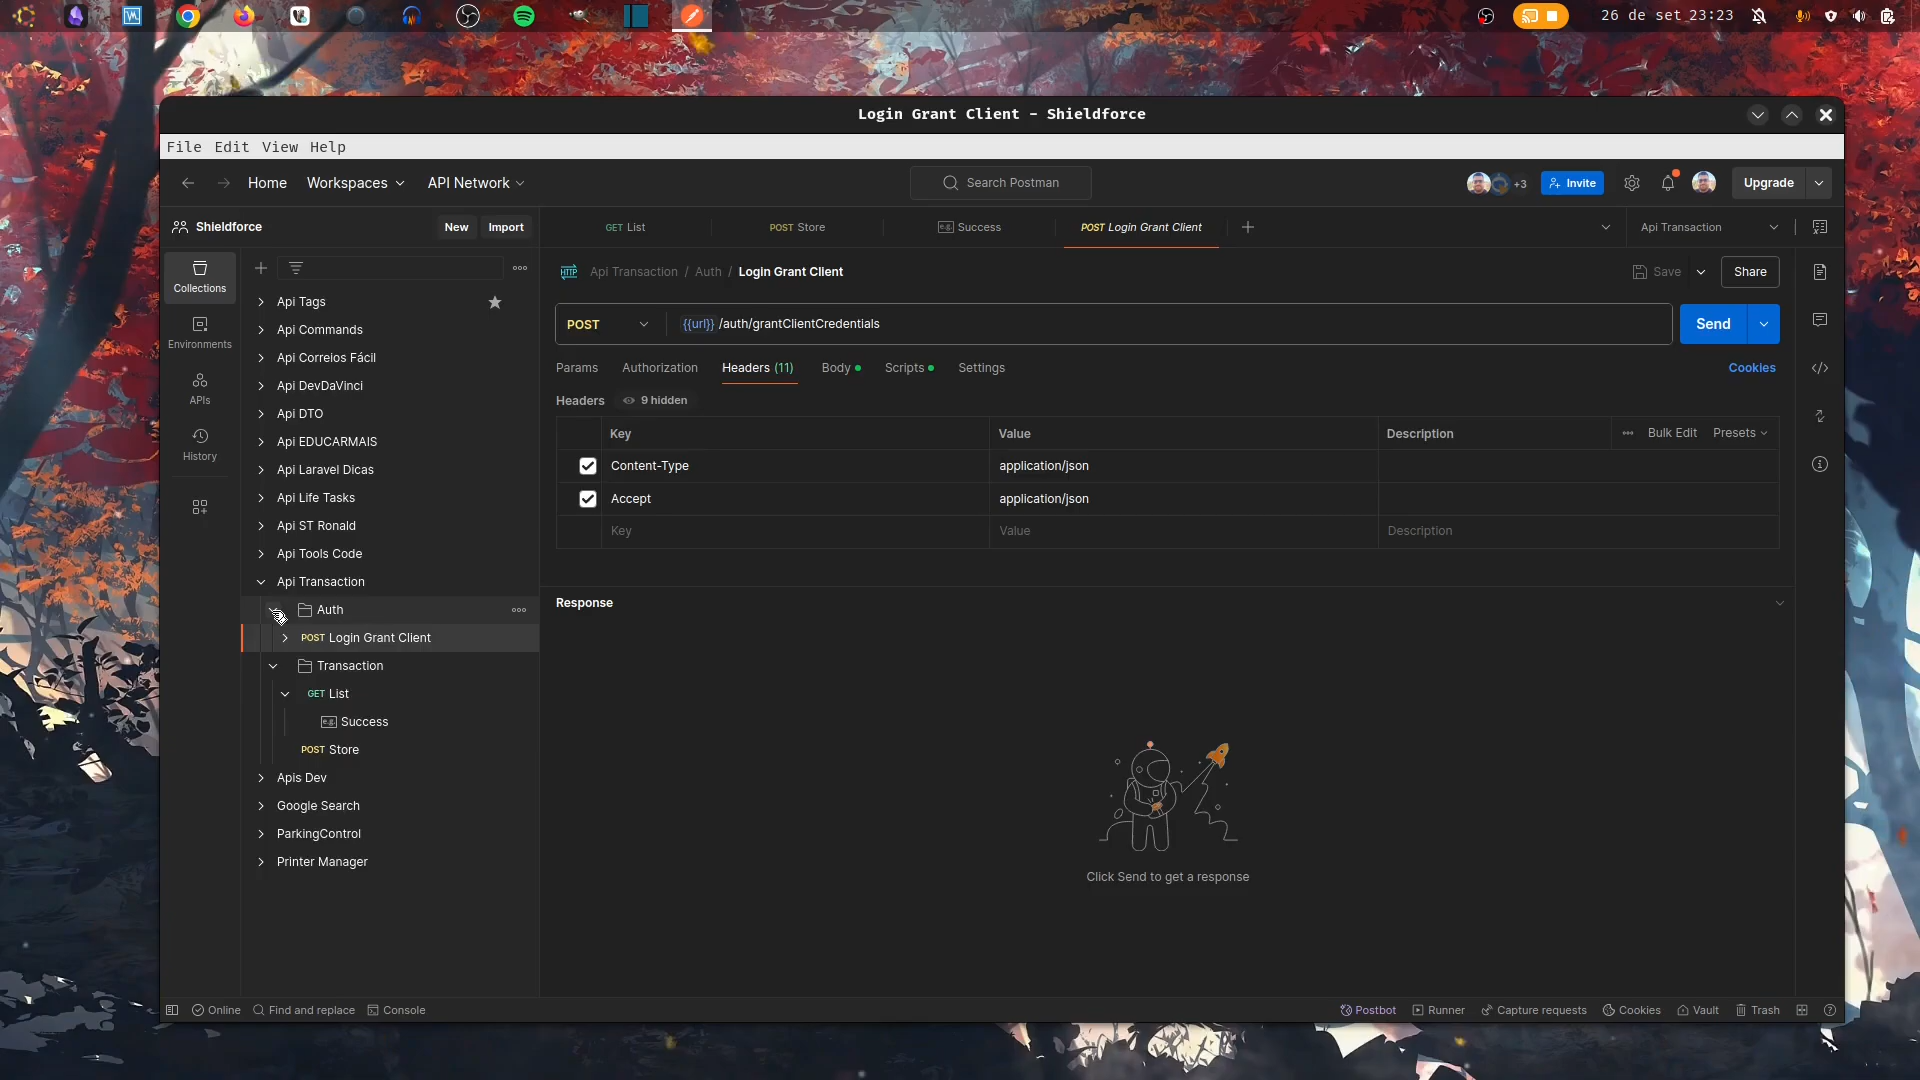 26 de set 23:23
Login Grant Client - Shieldforce
File Edit View Help
Home Workspaces API Network Search Postman +3 Invite Upgrade
Shieldforce New Import GET List POST Store e.g. Success POST Login Grant Client Api Transaction
Collections
Environments
APIs
History
Api Tags
Api Commands
Api Correios Fácil
Api DevDaVinci
Api DTO
Api EDUCARMAIS
Api Laravel Dicas
Api Life Tasks
Api ST Ronald
Api Tools Code
Api Transaction
Auth
POST Login Grant Client
Transaction
GET List
e.g. Success
POST Store
Apis Dev
Google Search
ParkingControl
Printer Manager
HTTP Api Transaction / Auth / Login Grant Client Save Share
POST {{url}} /auth/grantClientCredentials Send
Params Authorization Headers (11) Body Scripts Settings Cookies
Headers 9 hidden
Key Value Description Bulk Edit Presets
Content-Type application/json
Accept application/json
Key Value Description
Response
Click Send to get a response
Online Find and replace Console Postbot Runner Capture requests Cookies Vault Trash